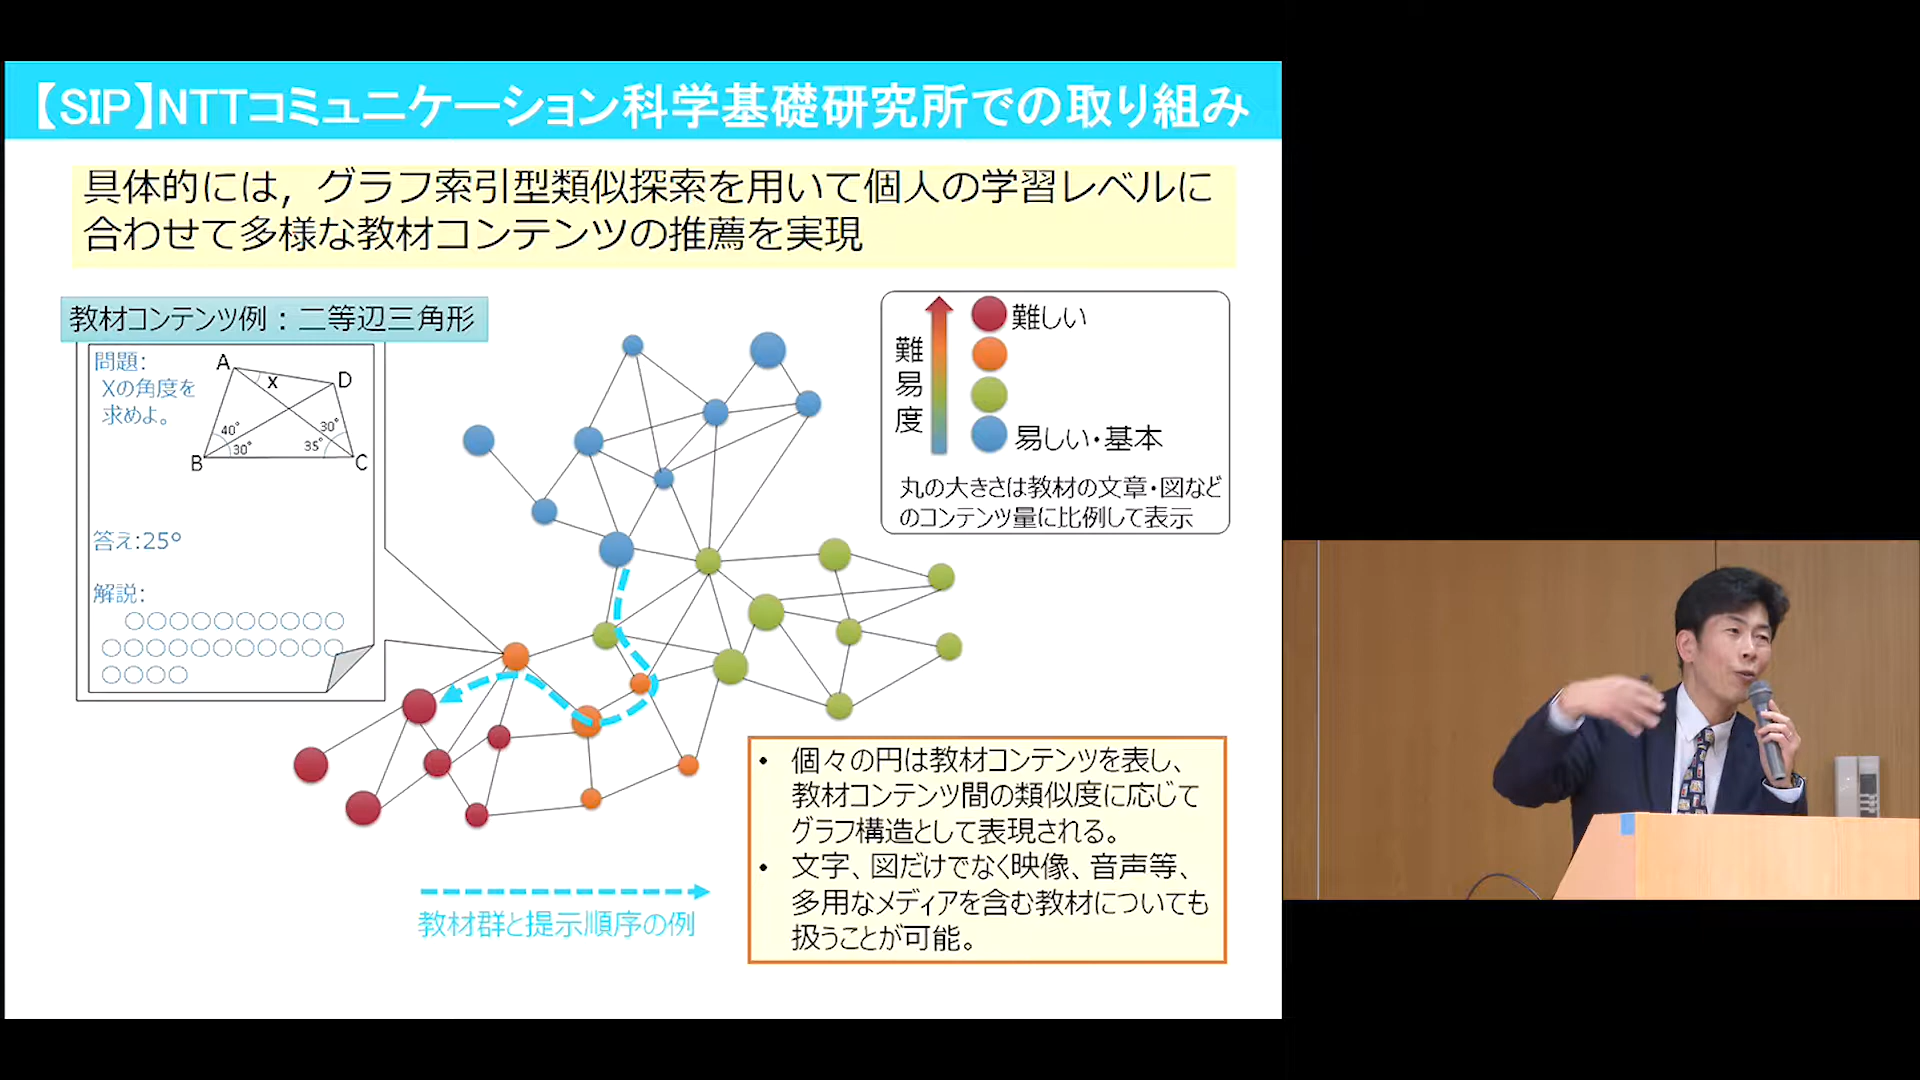 【SIP】NTTコミュニケーション科学基礎研究所での取り組み
具体的には，グラフ索引型類似探索を用いて個人の学習レベルに
合わせて多様な教材コンテンツの推薦を実現
教材コンテンツ例：二等辺三角形
問題：
Xの角度を
求めよ。
A
x
D
40°
30°
30°
35°
B
C
答え:25°
解説：
〇〇〇〇〇〇〇〇〇〇
〇〇〇〇〇〇〇〇〇〇〇
〇〇〇〇
難易度
難しい
易しい・基本
丸の大きさは教材の文章・図など
のコンテンツ量に比例して表示
• 個々の円は教材コンテンツを表し、
教材コンテンツ間の類似度に応じて
グラフ構造として表現される。
• 文字、図だけでなく映像、音声等、
多用なメディアを含む教材についても
扱うことが可能。
教材群と提示順序の例